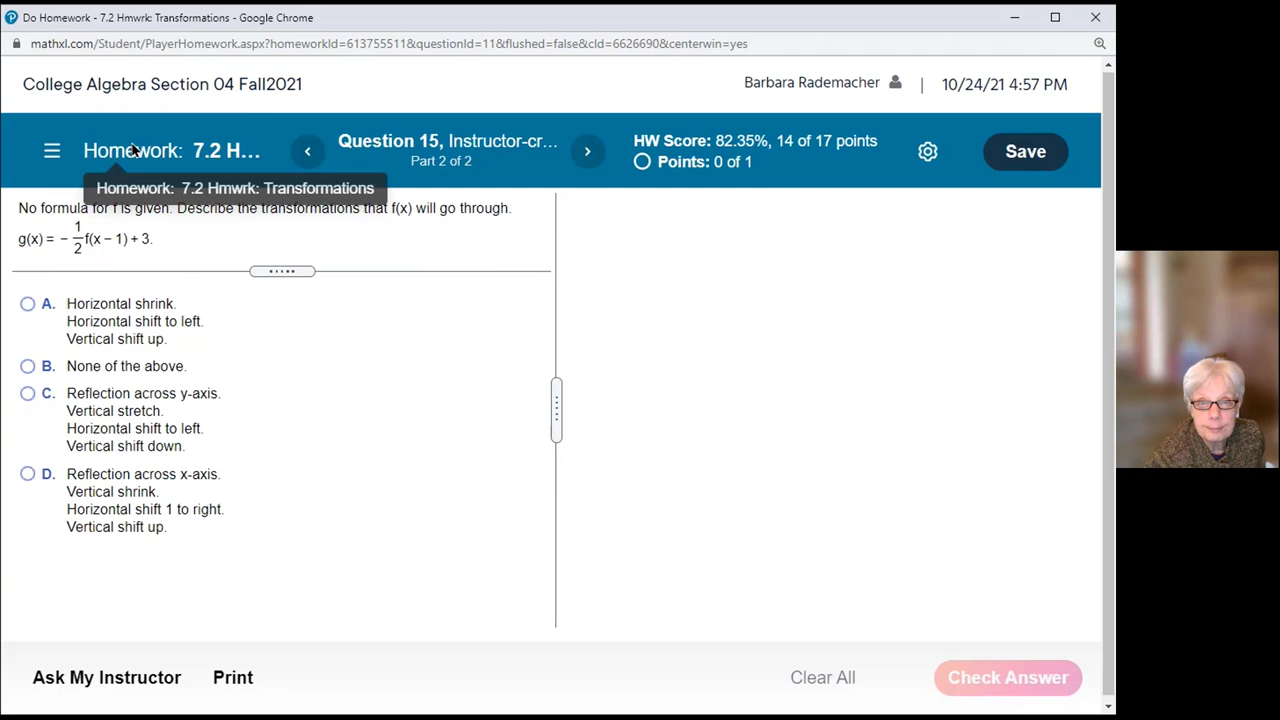 Do Homework - 7.2 Hmwrk: Transformations - Google Chrome
mathxl.com/Student/PlayerHomework.aspx?homeworkId=613755511&questionId=11&flushed=false&cId=6626690&centerwin=yes
College Algebra Section 04 Fall2021
Barbara Rademacher | 10/24/21 4:57 PM
Homework: 7.2 H...
Question 15, Instructor-cr...
Part 2 of 2
HW Score: 82.35%, 14 of 17 points
Points: 0 of 1
Save
Homework: 7.2 Hmwrk: Transformations
No formula for f is given. Describe the transformations that f(x) will go through.
g(x) = − 1/2 f(x − 1) + 3.
A. Horizontal shrink.
Horizontal shift to left.
Vertical shift up.
B. None of the above.
C. Reflection across y-axis.
Vertical stretch.
Horizontal shift to left.
Vertical shift down.
D. Reflection across x-axis.
Vertical shrink.
Horizontal shift 1 to right.
Vertical shift up.
Ask My Instructor
Print
Clear All
Check Answer